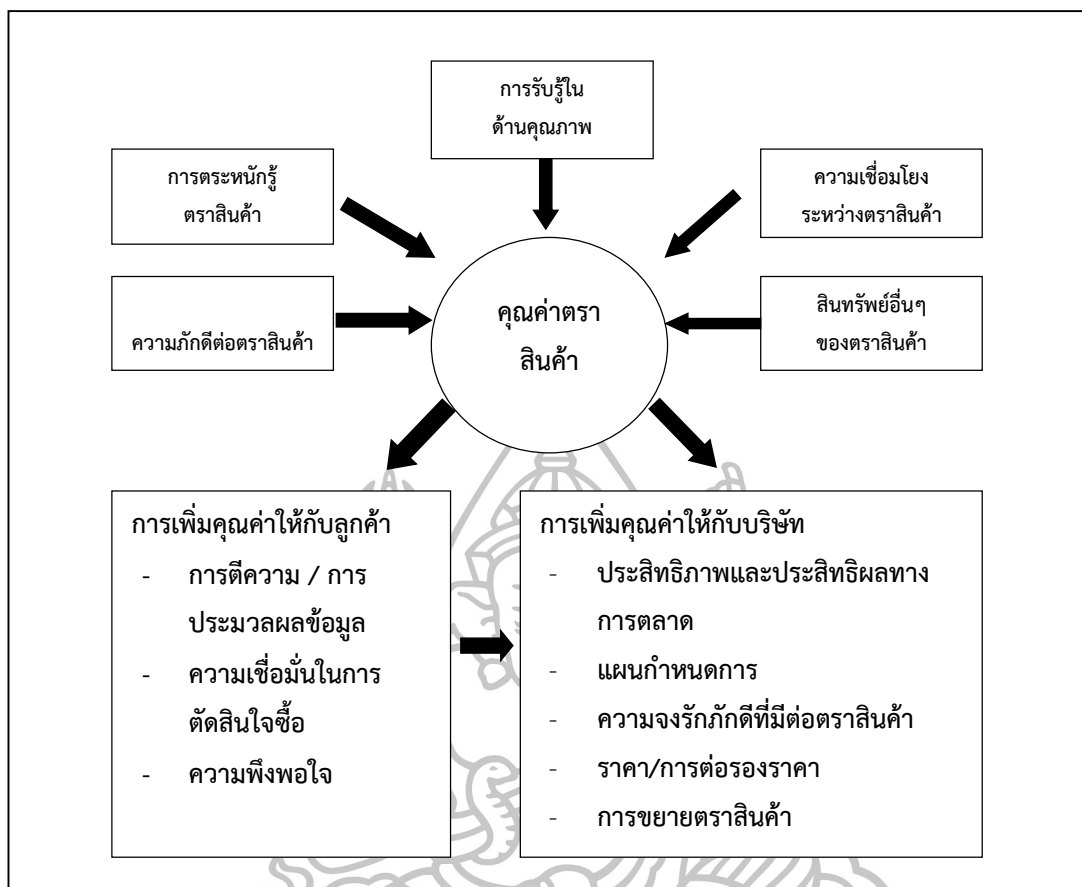 การรับรู้ใน
ด้านคุณภาพ
การตระหนักรู้
ตราสินค้า
ความเชื่อมโยง
ระหว่างตราสินค้า
ความภักดีต่อตราสินค้า
คุณค่าตรา
สินค้า
สินทรัพย์อื่นๆ
ของตราสินค้า
การเพิ่มคุณค่าให้กับลูกค้า
- การตีความ / การ
ประมวลผลข้อมูล
- ความเชื่อมั่นในการ
ตัดสินใจซื้อ
- ความพึงพอใจ
การเพิ่มคุณค่าให้กับบริษัท
- ประสิทธิภาพและประสิทธิผลทาง
การตลาด
- แผนกำหนดการ
- ความจงรักภักดีที่มีต่อตราสินค้า
- ราคา/การต่อรองราคา
- การขยายตราสินค้า